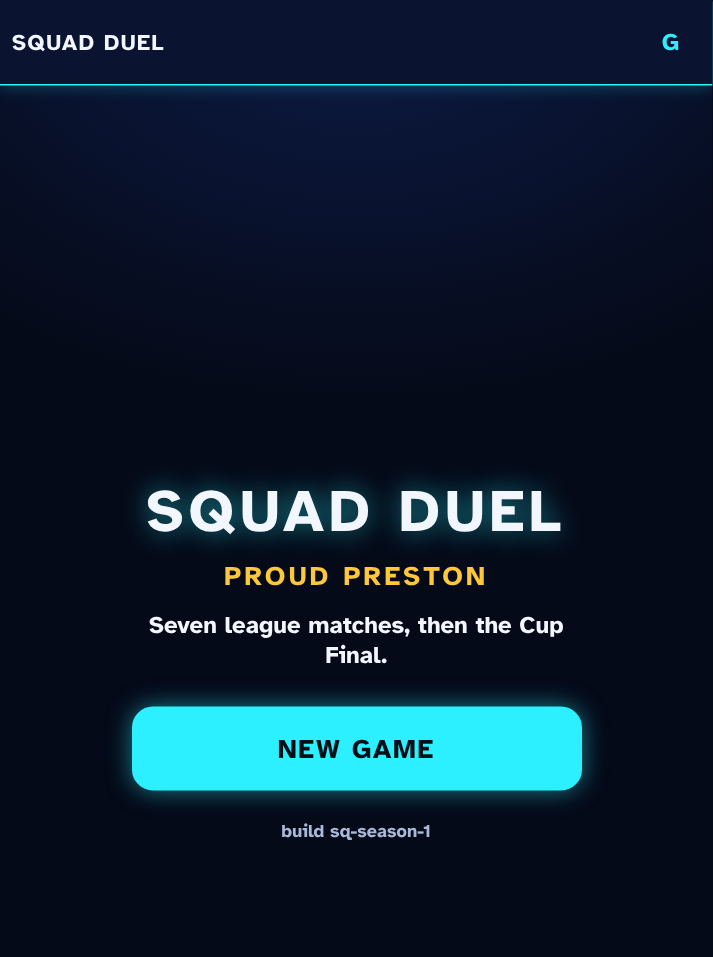 SQUAD DUEL
G
SQUAD DUEL
PROUD PRESTON
Seven league matches, then the Cup
Final.
NEW GAME
build sq-season-1